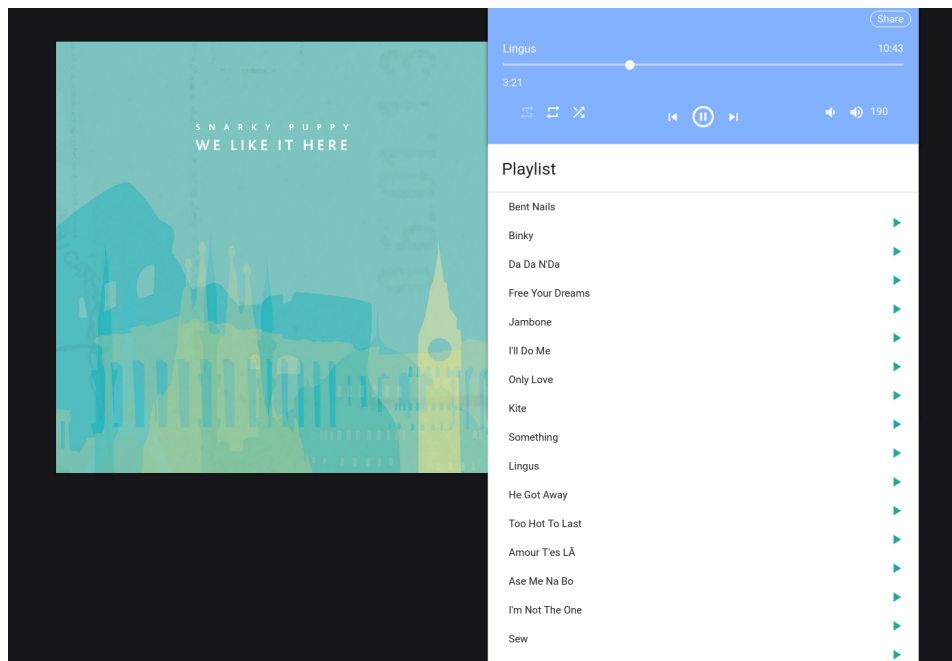 SNARKY PUPPY
WE LIKE IT HERE
Share
Lingus 10:43
3:21
190
Playlist
Bent Nails
Binky
Da Da N'Da
Free Your Dreams
Jambone
I'll Do Me
Only Love
Kite
Something
Lingus
He Got Away
Too Hot To Last
Amour T'es LÃ
Ase Me Na Bo
I'm Not The One
Sew